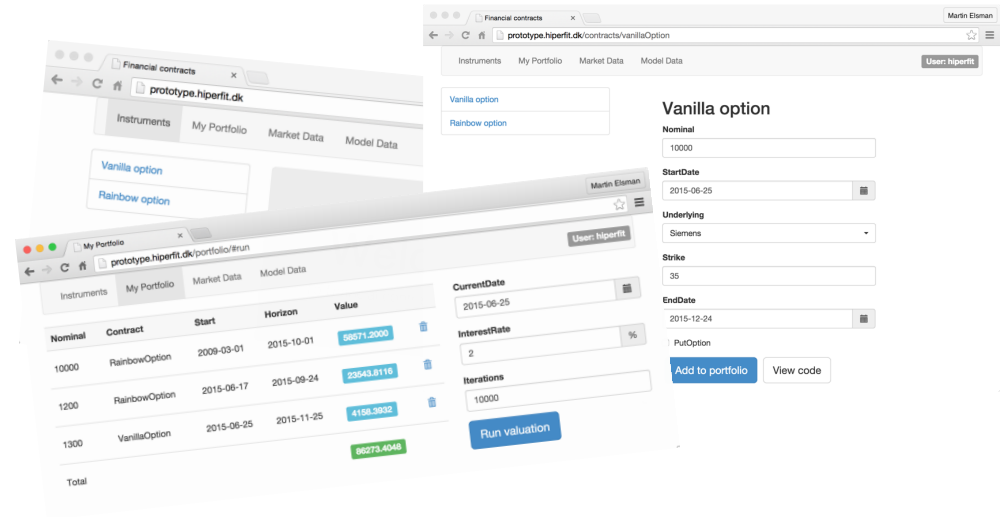 Financial contracts
prototype.hiperfit.dk
Instruments My Portfolio Market Data Model Data
Vanilla option
Rainbow option
Financial contracts
Martin Elsman
prototype.hiperfit.dk/contracts/vanillaOption
Instruments My Portfolio Market Data Model Data User: hiperfit
Vanilla option
Rainbow option
Vanilla option
Nominal
10000
StartDate
2015-06-25
Underlying
Siemens
Strike
35
EndDate
2015-12-24
PutOption
Add to portfolio View code
My Portfolio
Martin Elsman
prototype.hiperfit.dk/portfolio/#run
Instruments My Portfolio Market Data Model Data User: hiperfit
Nominal Contract Start Horizon Value
10000 RainbowOption 2009-03-01 2015-10-01 58571.2000
1200 RainbowOption 2015-06-17 2015-09-24 23543.8116
1300 VanillaOption 2015-06-25 2015-11-25 4158.3932
Total 86273.4048
CurrentDate
2015-06-25
InterestRate
2 %
Iterations
10000
Run valuation